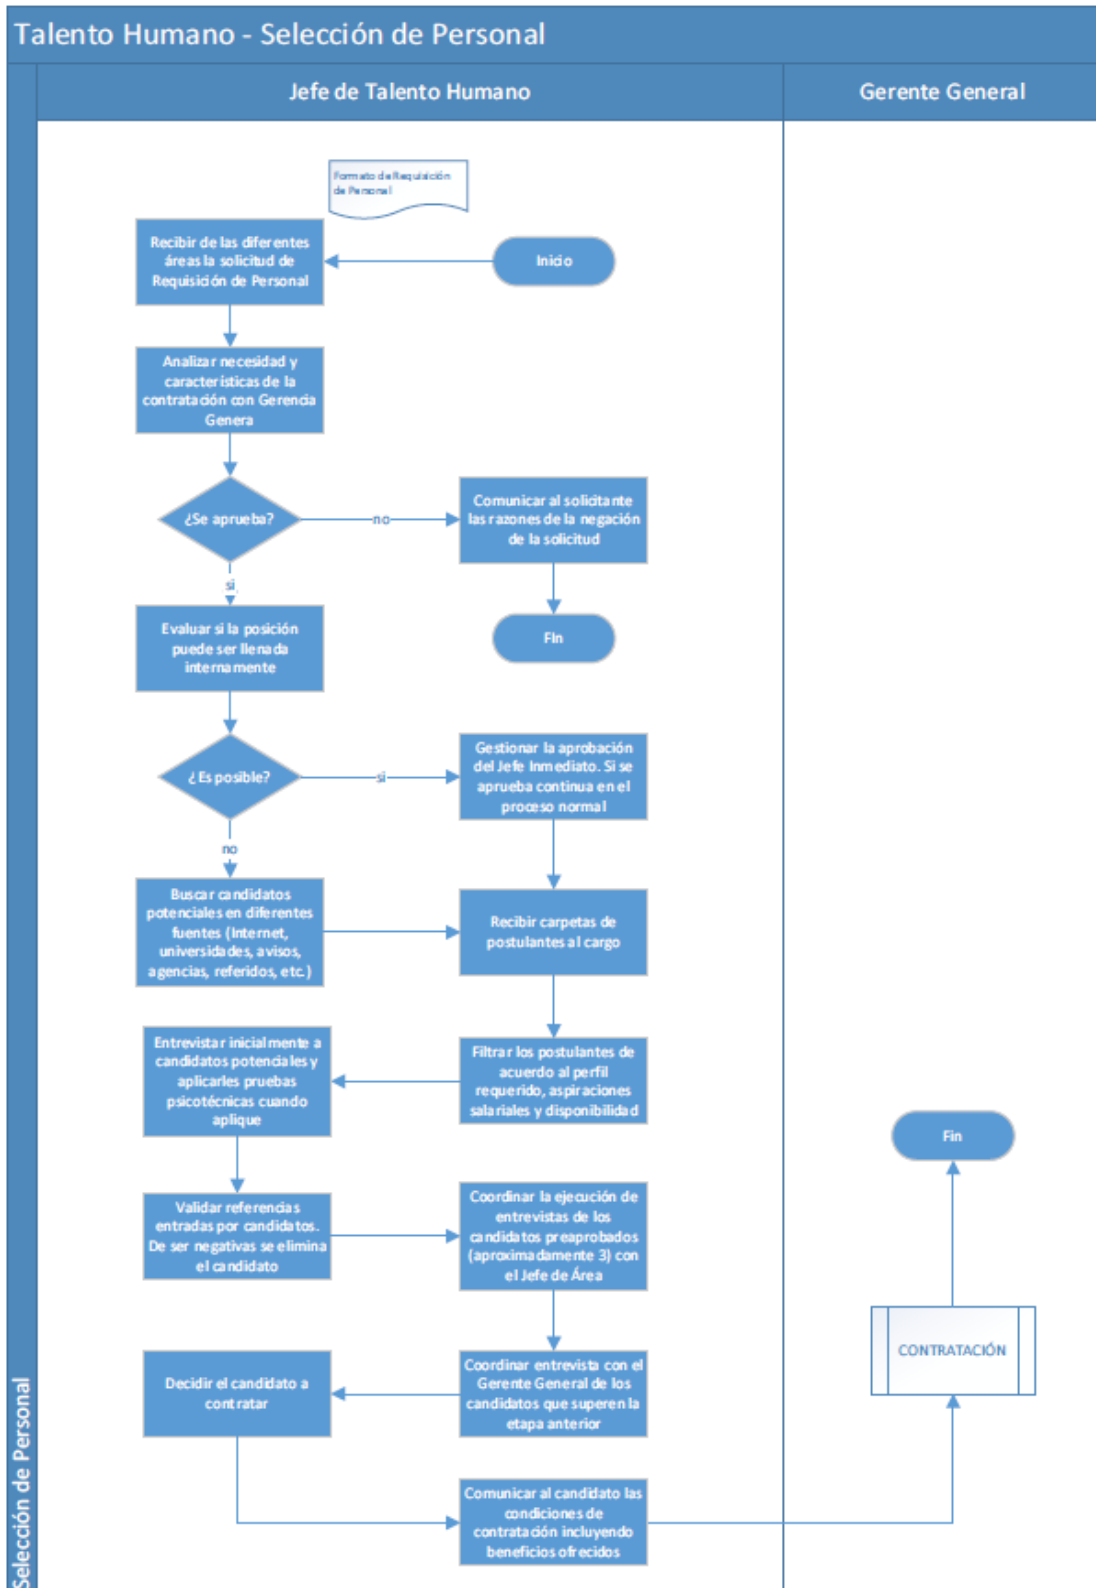 Talento Humano - Selección de Personal
Jefe de Talento Humano
Gerente General
Formato de Requisición
de Personal
Recibir de las diferentes
áreas la solicitud de
Requisición de Personal
Inicio
Analizar necesidad y
características de la
contratación con Gerencia
Genera
¿Se aprueba?
no
Comunicar al solicitante
las razones de la negación
de la solicitud
si
Evaluar si la posición
puede ser llenada
internamente
FIn
¿Es posible?
si
Gestionar la aprobación
del Jefe Inmediato. Si se
aprueba continua en el
proceso normal
no
Buscar candidatos
potenciales en diferentes
fuentes (Internet,
universidades, avisos,
agencias, referidos, etc.)
Recibir carpetas de
postulantes al cargo
Entrevistar inicialmente a
candidatos potenciales y
aplicarles pruebas
psicotécnicas cuando
aplique
Filtrar los postulantes de
acuerdo al perfil
requerido, aspiraciones
salariales y disponibilidad
Fin
Validar referencias
entradas por candidatos.
De ser negativas se elimina
el candidato
Coordinar la ejecución de
entrevistas de los
candidatos preaprobados
(aproximadamente 3) con
el Jefe de Área
CONTRATACIÓN
Decidir el candidato a
contratar
Coordinar entrevista con el
Gerente General de los
candidatos que superen la
etapa anterior
Comunicar al candidato las
condiciones de
contratación incluyendo
beneficios ofrecidos
Selección de Personal